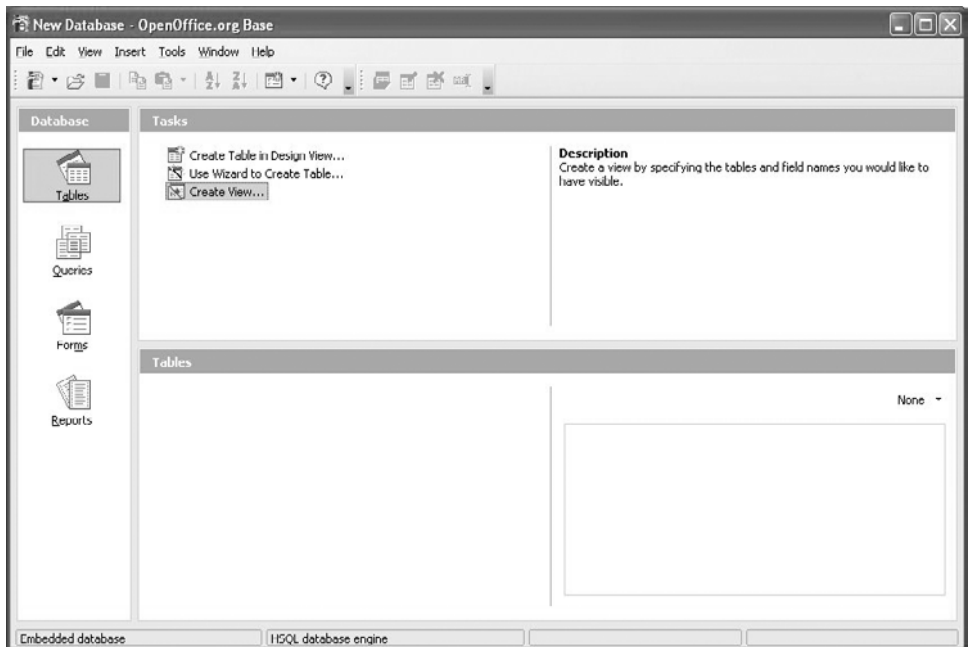 New Database - OpenOffice.org Base
File Edit View Insert Tools Window Help
Database
Tables
Queries
Forms
Reports
Tasks
Create Table in Design View...
Use Wizard to Create Table...
Create View...
Description
Create a view by specifying the tables and field names you would like to
have visible.
Tables
None
Embedded database
HSQL database engine